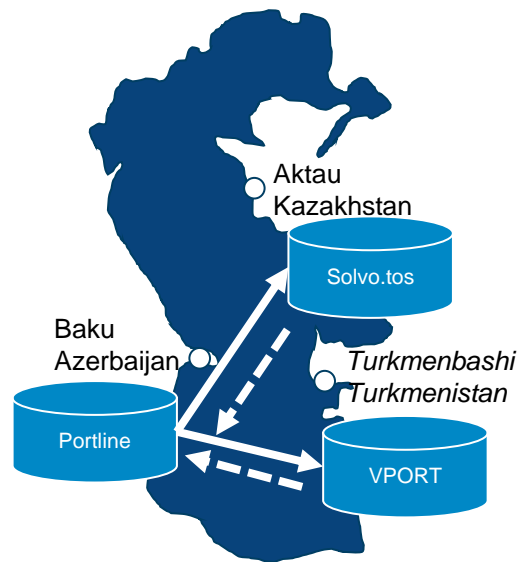 Aktau
Kazakhstan
Solvo.tos
Baku
Azerbaijan
Turkmenbashi
Turkmenistan
Portline
VPORT